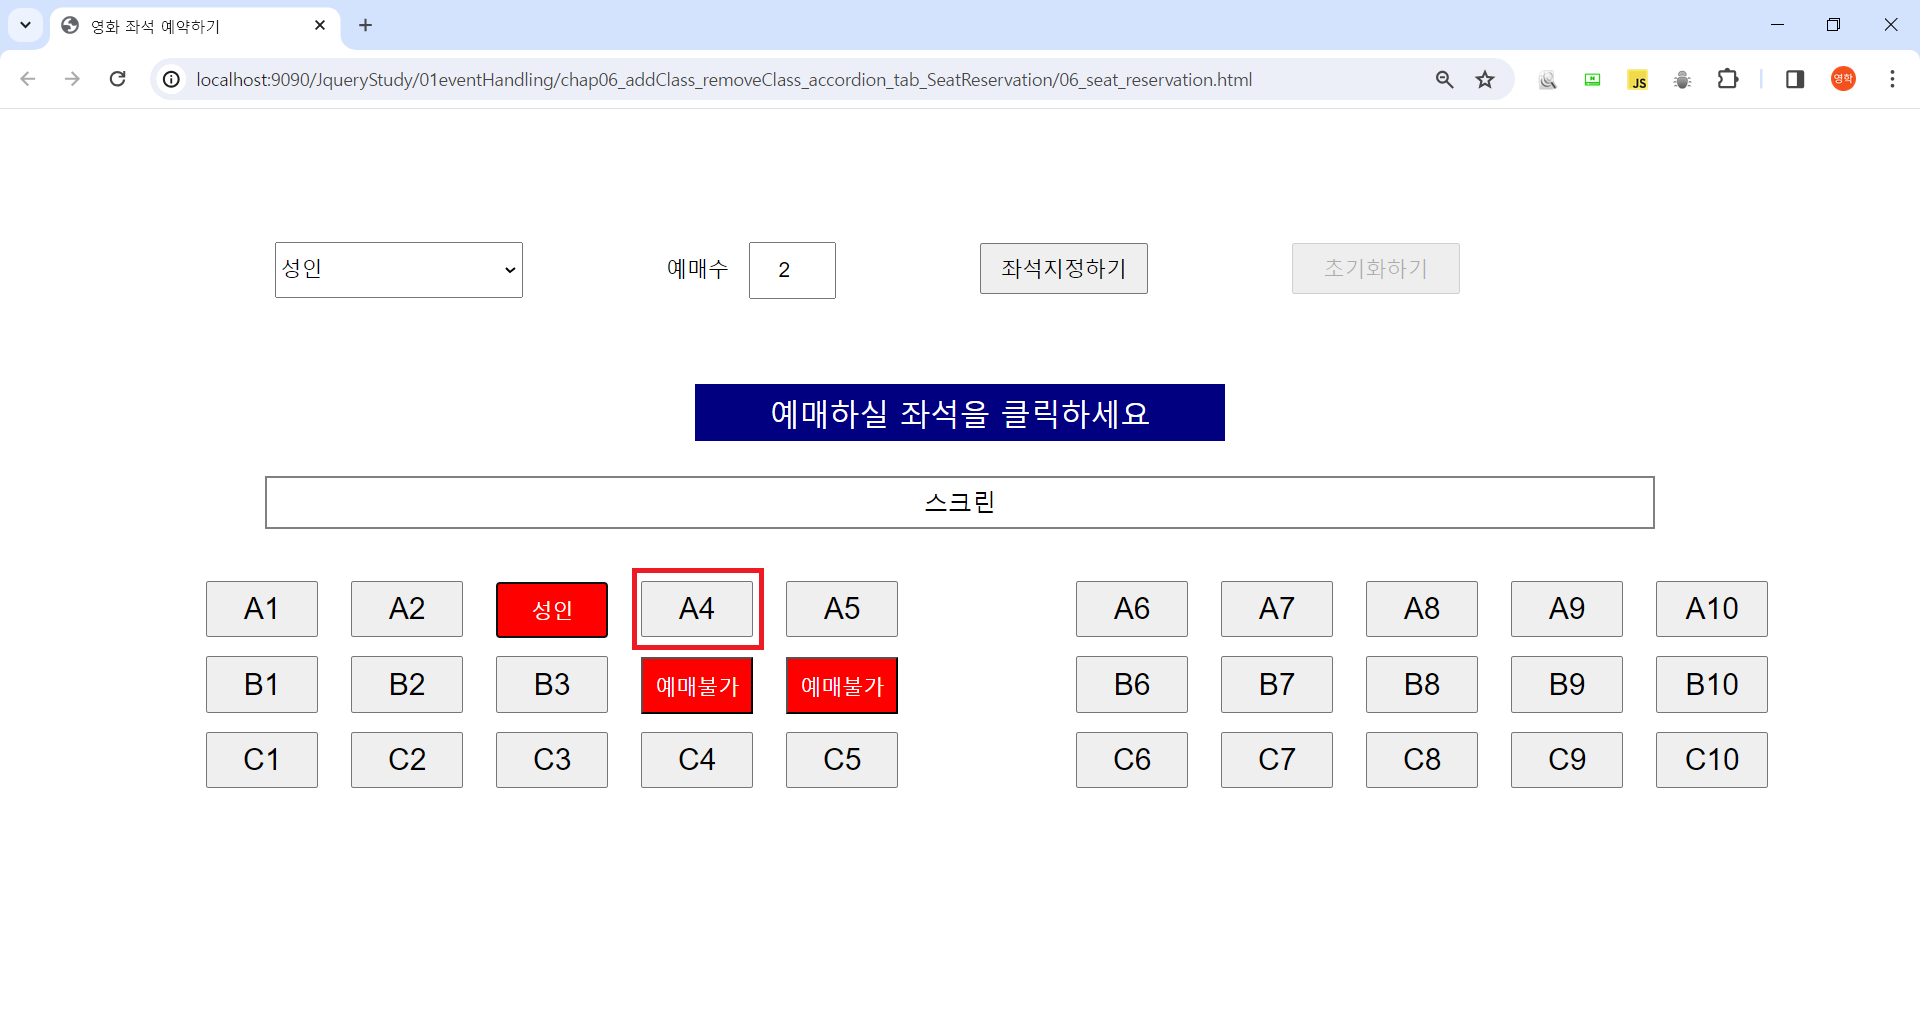 영화 좌석 예약하기
localhost:9090/JqueryStudy/01eventHandling/chap06_addClass_removeClass_accordion_tab_SeatReservation/06_seat_reservation.html
N JS 영학
성인 예매수 2 좌석지정하기 초기화하기
예매하실 좌석을 클릭하세요
스크린
A1 A2 성인 A4 A5 A6 A7 A8 A9 A10
B1 B2 B3 예매불가 예매불가 B6 B7 B8 B9 B10
C1 C2 C3 C4 C5 C6 C7 C8 C9 C10